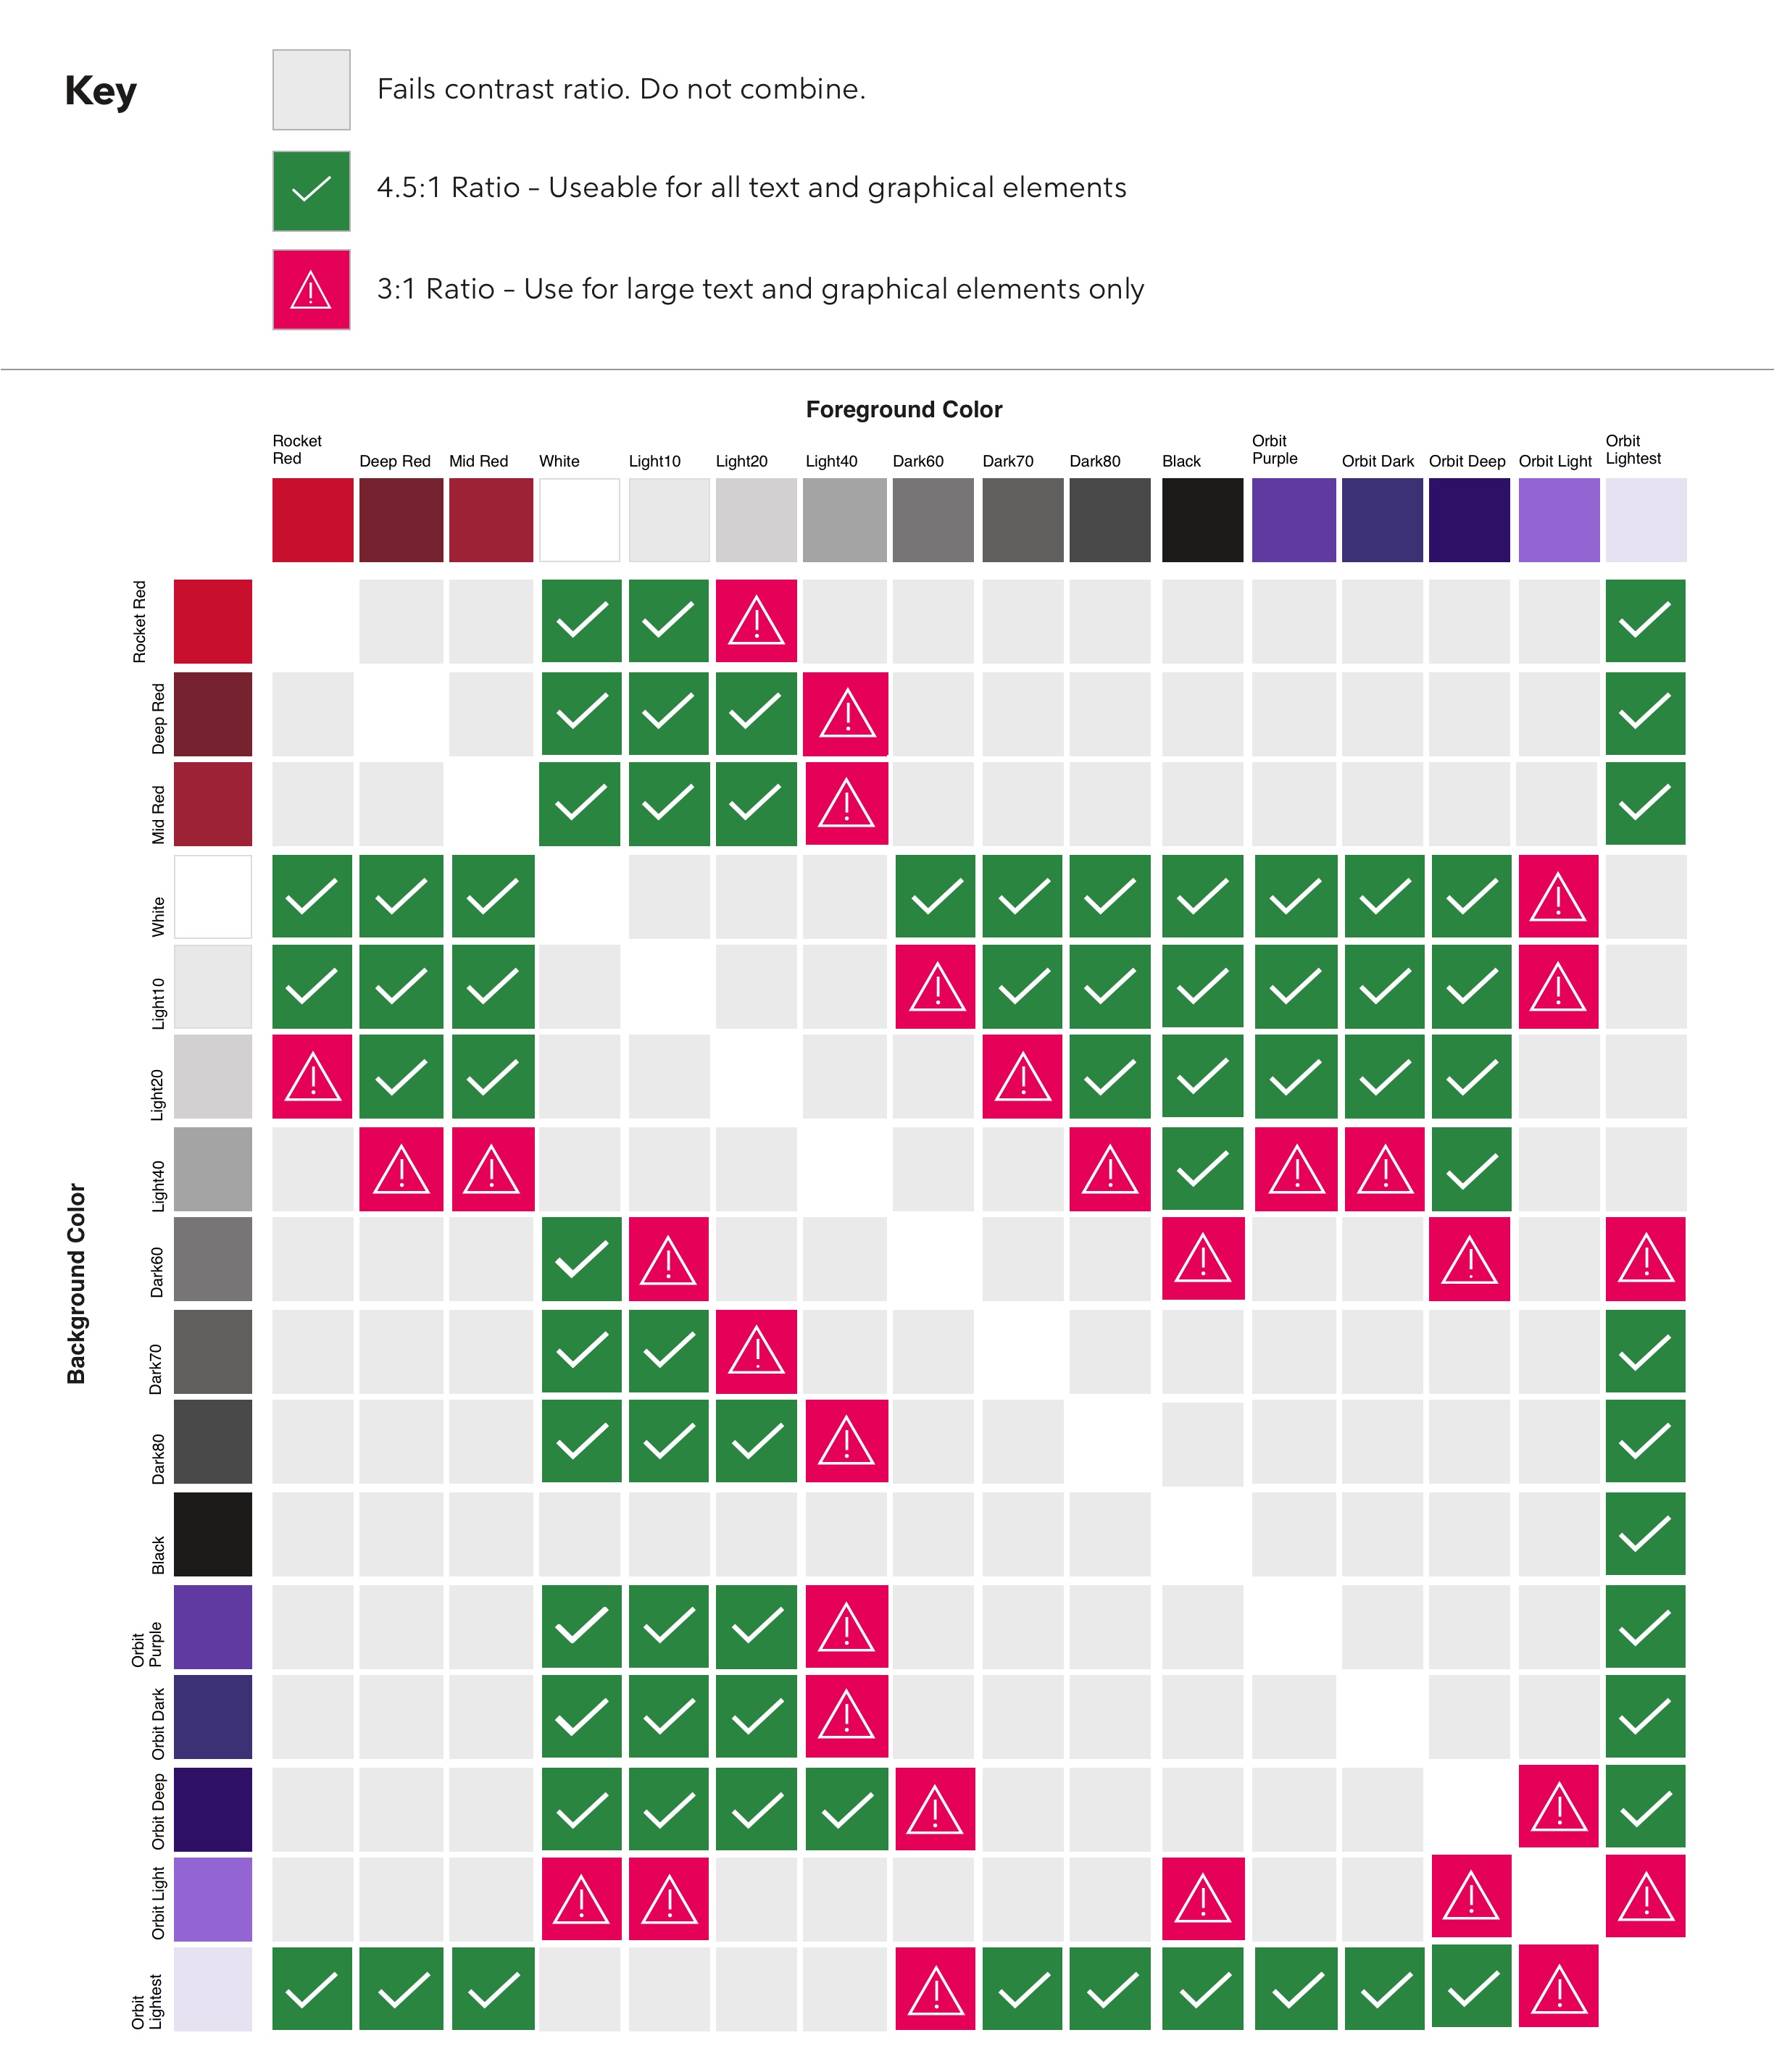 Key
Fails contrast ratio. Do not combine.
4.5:1 Ratio - Useable for all text and graphical elements
3:1 Ratio - Use for large text and graphical elements only
Foreground Color
Rocket
Red
Deep Red
Mid Red
White
Light10
Light20
Light40
Dark60
Dark70
Dark80
Black
Orbit
Purple
Orbit Dark
Orbit Deep
Orbit Light
Orbit
Lightest
Background Color
Rocket Red
Deep Red
Mid Red
White
Light10
Light20
Light40
Dark60
Dark70
Dark80
Black
Orbit
Purple
Orbit Dark
Orbit Deep
Orbit Light
Orbit
Lightest